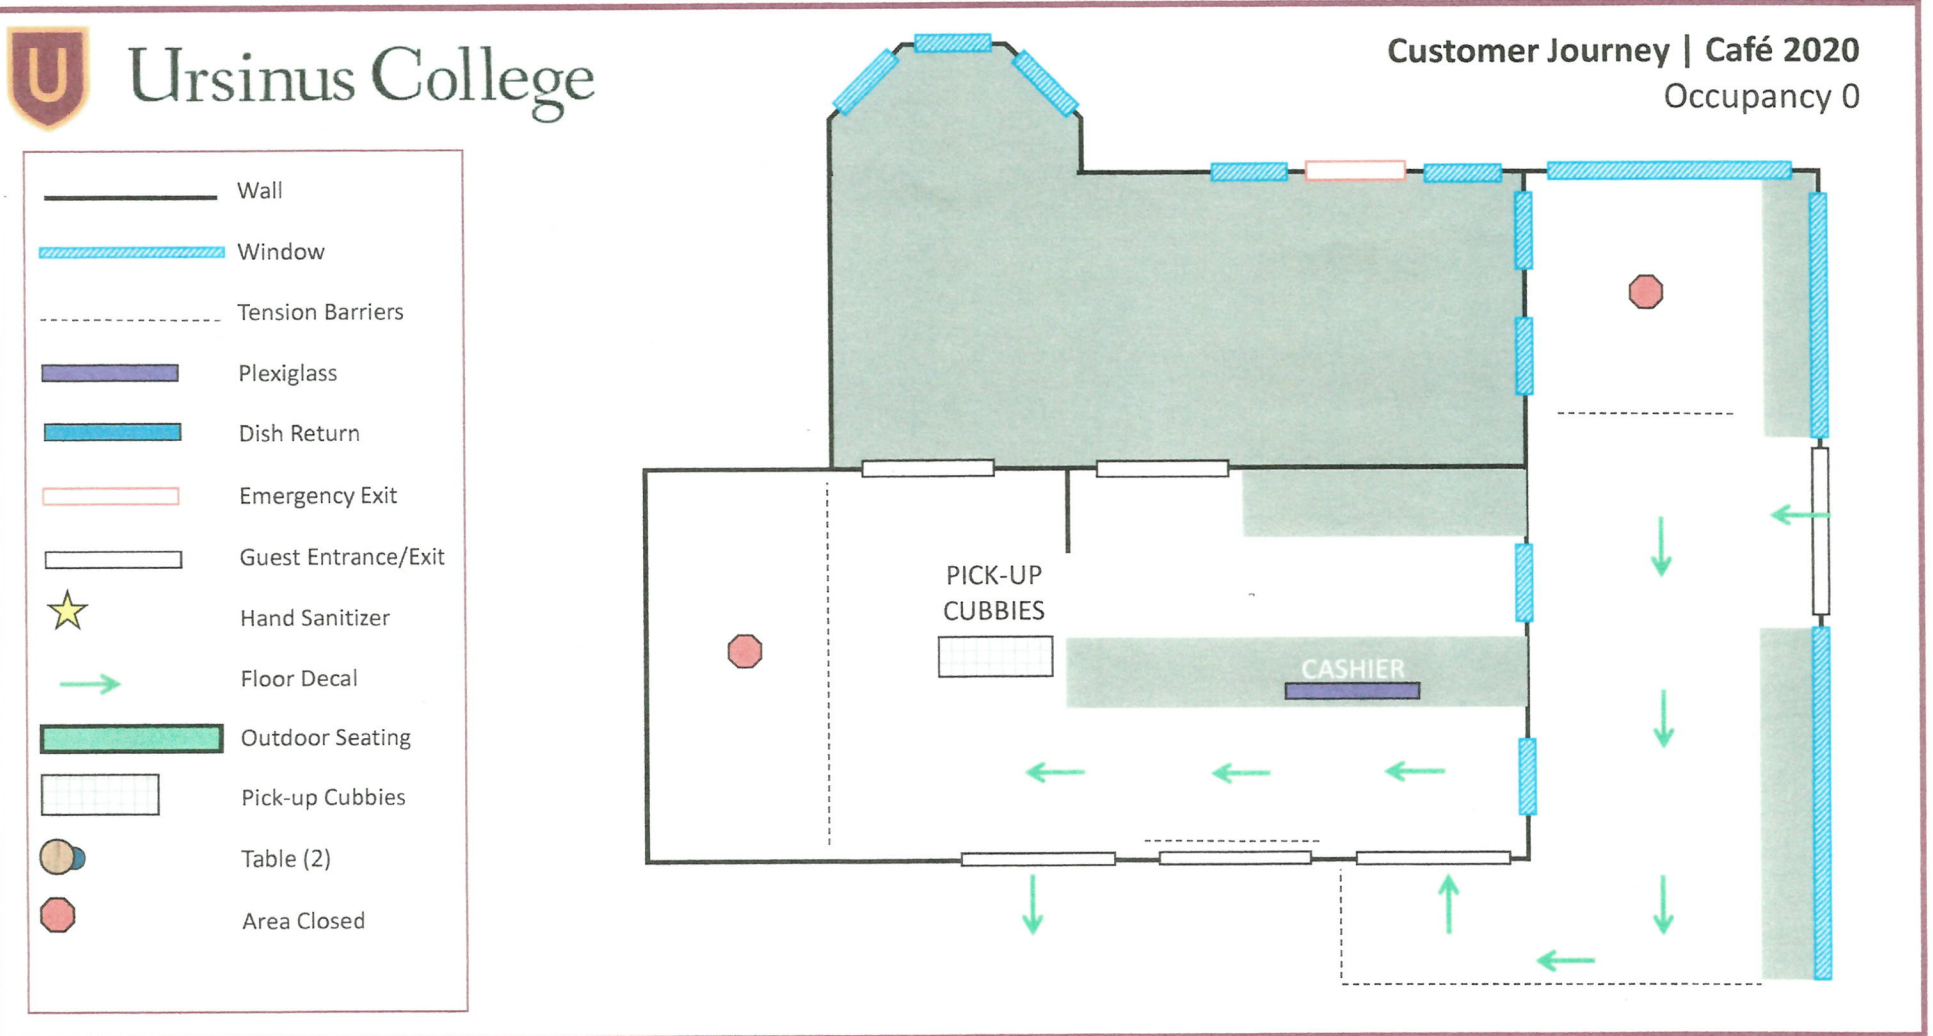 U
Ursinus College
Customer Journey | Café 2020
Occupancy 0
Wall
Window
Tension Barriers
Plexiglass
Dish Return
Emergency Exit
Guest Entrance/Exit
Hand Sanitizer
Floor Decal
Outdoor Seating
Pick-up Cubbies
Table (2)
Area Closed
PICK-UP
CUBBIES
CASHIER